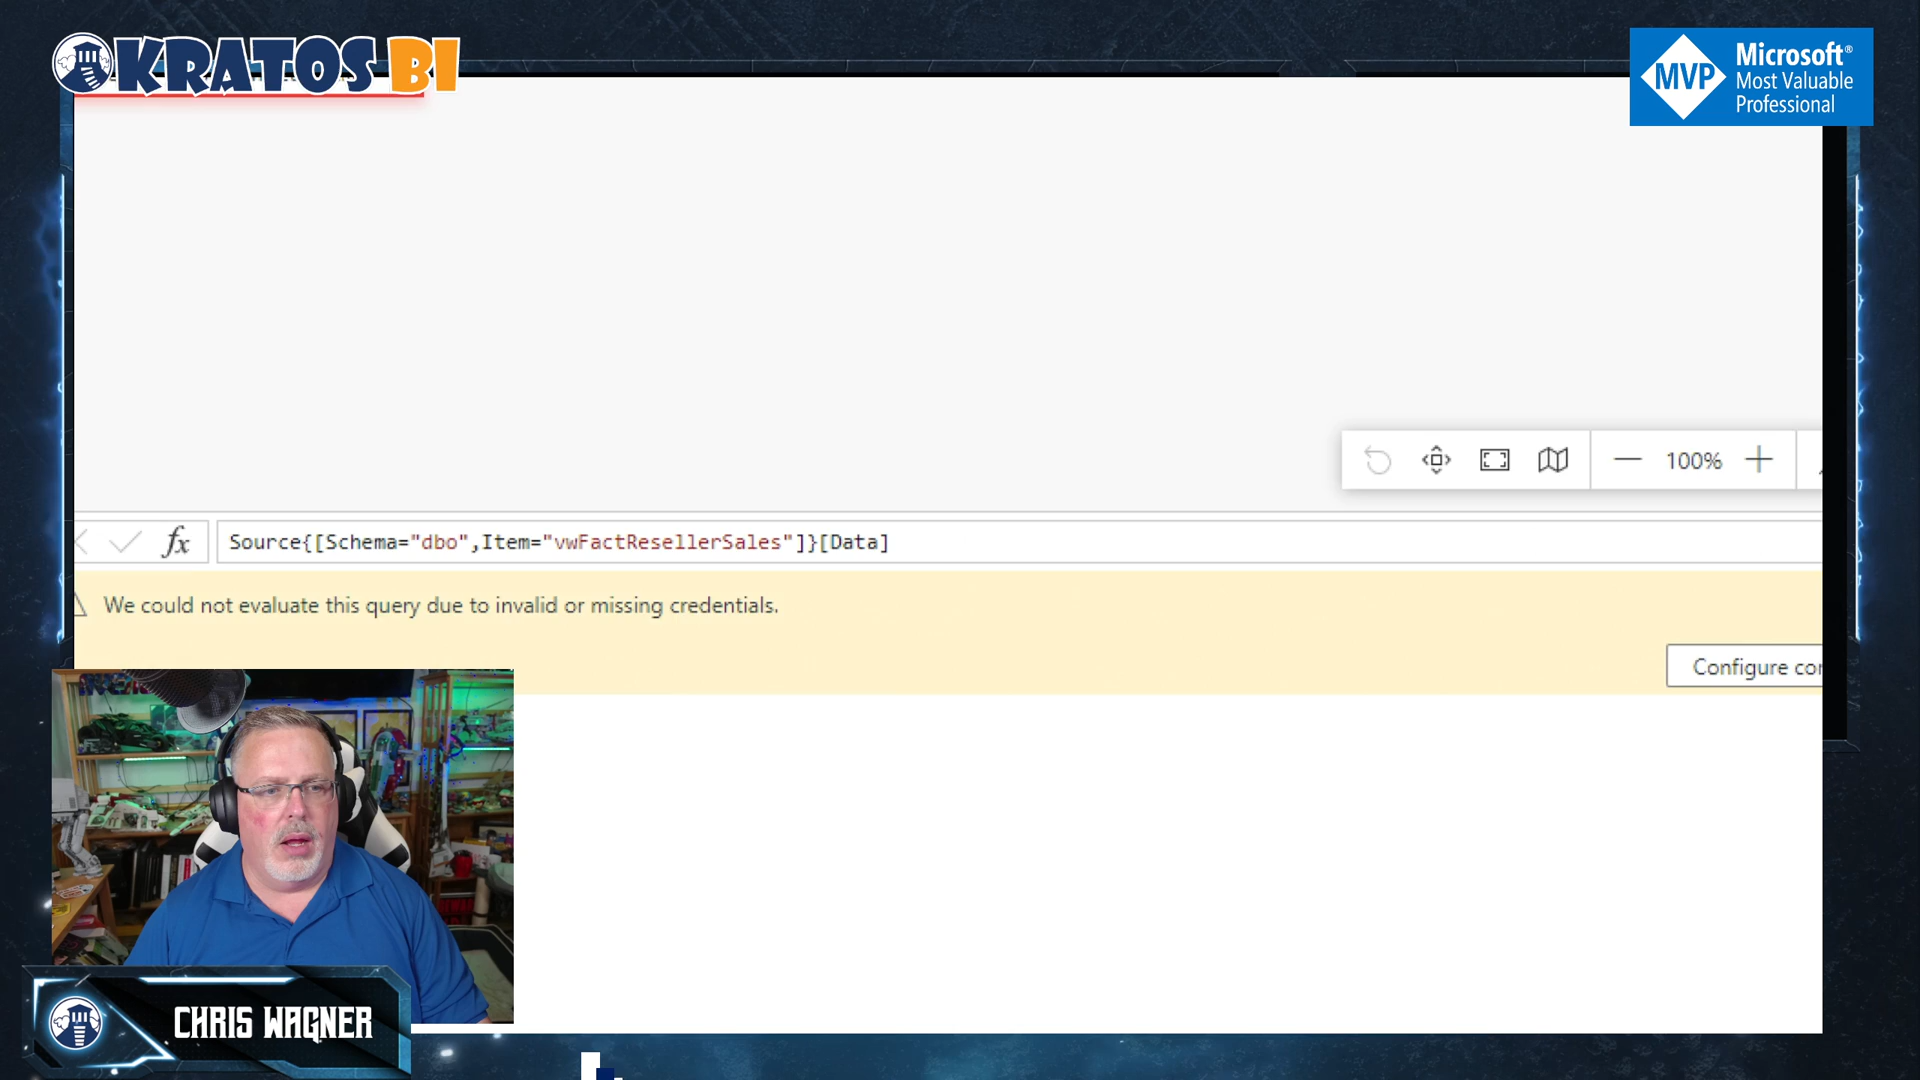 KRATOS BI
MVP
Microsoft®
Most Valuable
Professional
100%
fx
Source{[Schema="dbo",Item="vwFactResellerSales"]}[Data]
We could not evaluate this query due to invalid or missing credentials.
Configure con
CHRIS WAGNER